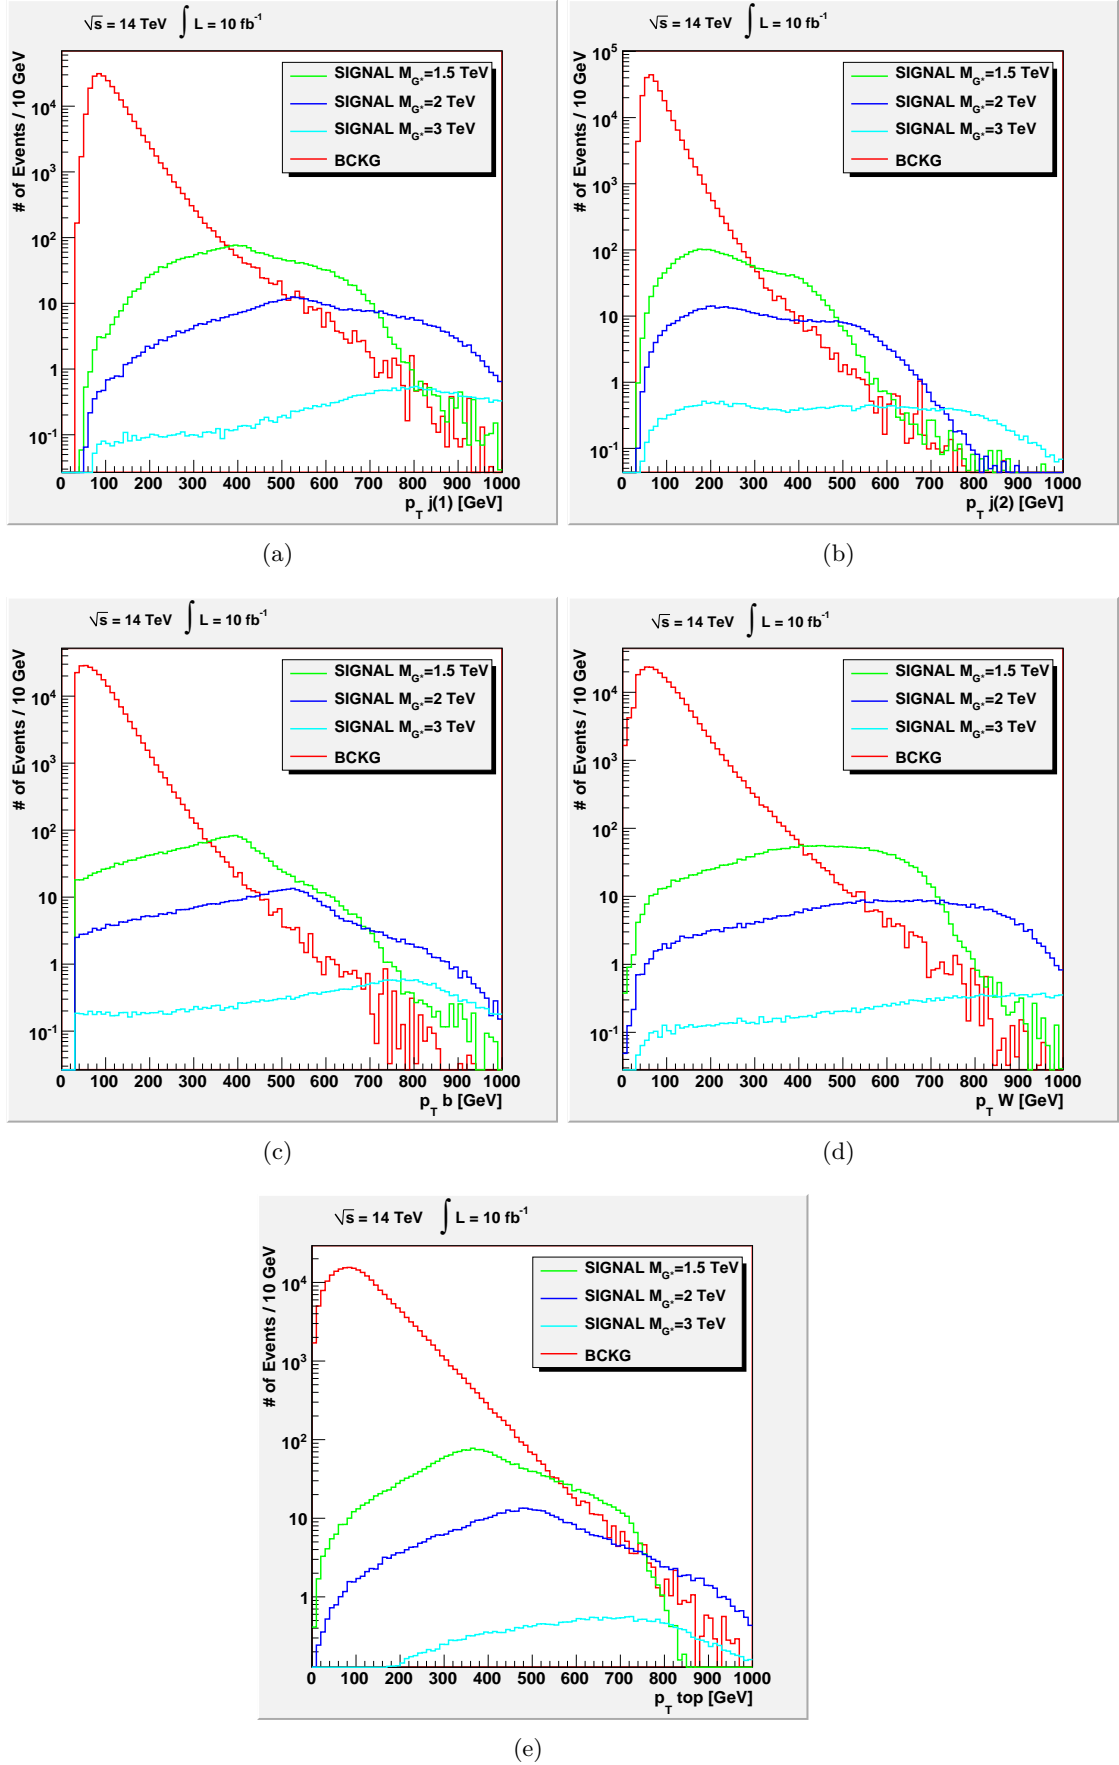 √s = 14 TeV ∫ L = 10 fb⁻¹
# of Events / 10 GeV
SIGNAL M_G*=1.5 TeV
SIGNAL M_G*=2 TeV
SIGNAL M_G*=3 TeV
BCKG
10⁴
10³
10²
10
1
10⁻¹
0 100 200 300 400 500 600 700 800 900 1000
p_T j(1) [GeV]
(a)
√s = 14 TeV ∫ L = 10 fb⁻¹
# of Events / 10 GeV
SIGNAL M_G*=1.5 TeV
SIGNAL M_G*=2 TeV
SIGNAL M_G*=3 TeV
BCKG
10⁵
10⁴
10³
10²
10
1
10⁻¹
0 100 200 300 400 500 600 700 800 900 1000
p_T j(2) [GeV]
(b)
√s = 14 TeV ∫ L = 10 fb⁻¹
# of Events / 10 GeV
SIGNAL M_G*=1.5 TeV
SIGNAL M_G*=2 TeV
SIGNAL M_G*=3 TeV
BCKG
10⁴
10³
10²
10
1
10⁻¹
0 100 200 300 400 500 600 700 800 900 1000
p_T b [GeV]
(c)
√s = 14 TeV ∫ L = 10 fb⁻¹
# of Events / 10 GeV
SIGNAL M_G*=1.5 TeV
SIGNAL M_G*=2 TeV
SIGNAL M_G*=3 TeV
BCKG
10⁴
10³
10²
10
1
10⁻¹
0 100 200 300 400 500 600 700 800 900 1000
p_T W [GeV]
(d)
√s = 14 TeV ∫ L = 10 fb⁻¹
# of Events / 10 GeV
SIGNAL M_G*=1.5 TeV
SIGNAL M_G*=2 TeV
SIGNAL M_G*=3 TeV
BCKG
10⁴
10³
10²
10
1
0 100 200 300 400 500 600 700 800 900 1000
p_T top [GeV]
(e)